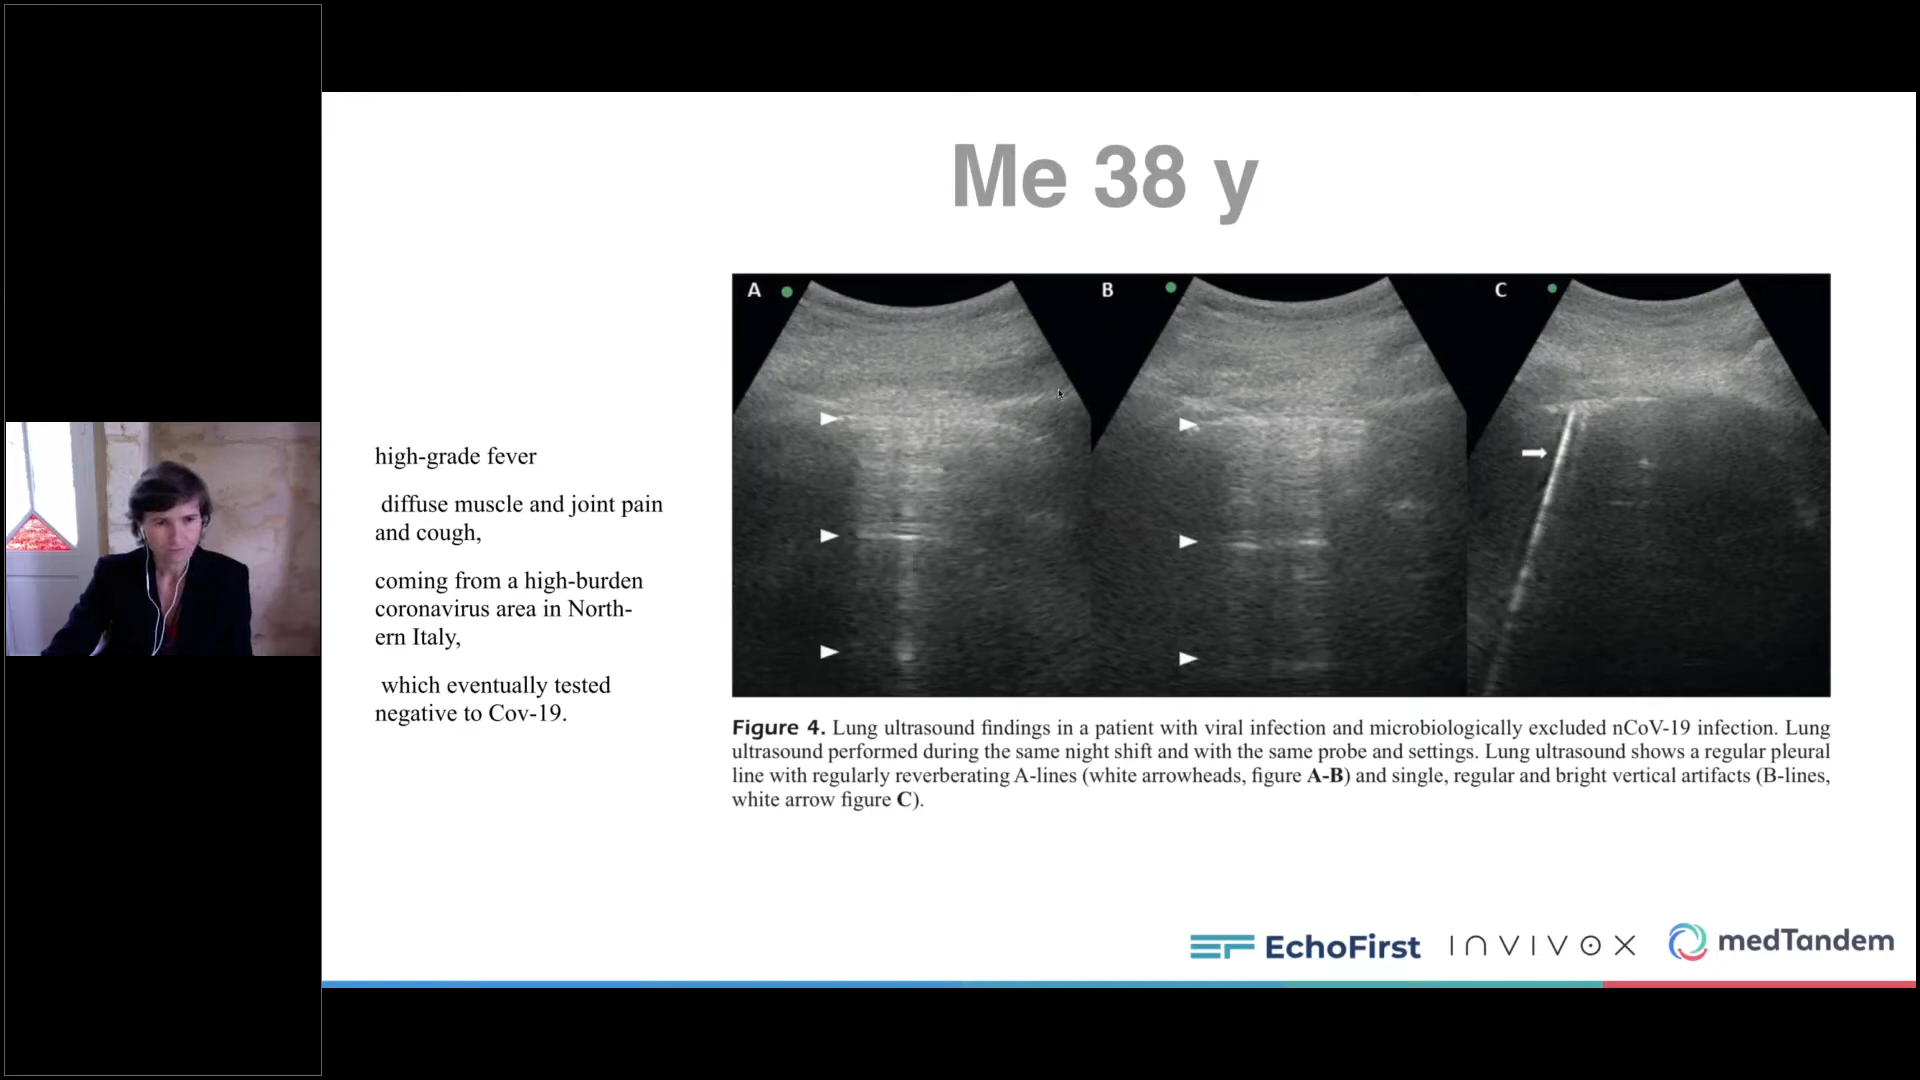 Me 38 y
high-grade fever
diffuse muscle and joint pain
and cough,
coming from a high-burden
coronavirus area in North-
ern Italy,
which eventually tested
negative to Cov-19.
A
B
C
Figure 4. Lung ultrasound findings in a patient with viral infection and microbiologically excluded nCoV-19 infection. Lung
ultrasound performed during the same night shift and with the same probe and settings. Lung ultrasound shows a regular pleural
line with regularly reverberating A-lines (white arrowheads, figure A-B) and single, regular and bright vertical artifacts (B-lines,
white arrow figure C).
EchoFirst
INVIVOX
medTandem